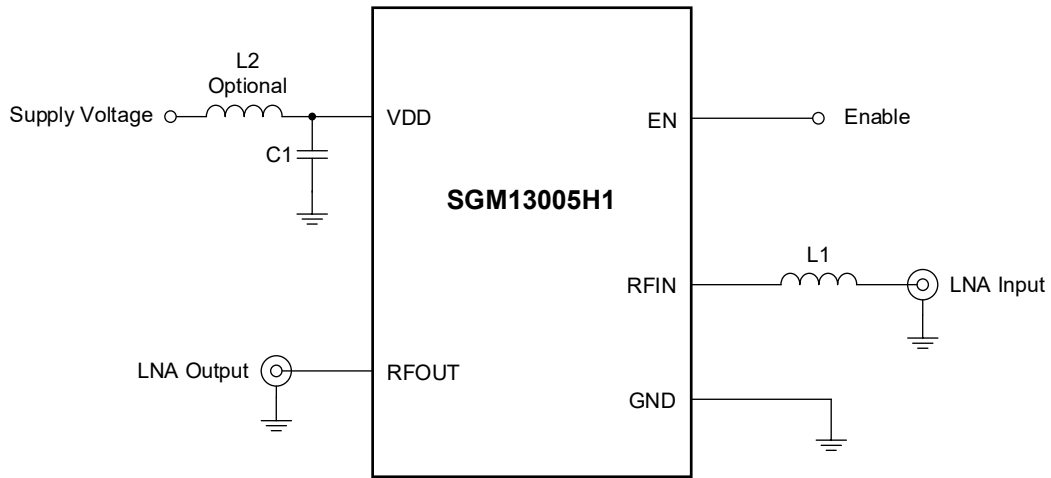 L2
Optional
Supply Voltage
VDD
C1
EN
Enable
SGM13005H1
L1
RFIN
LNA Input
LNA Output
RFOUT
GND